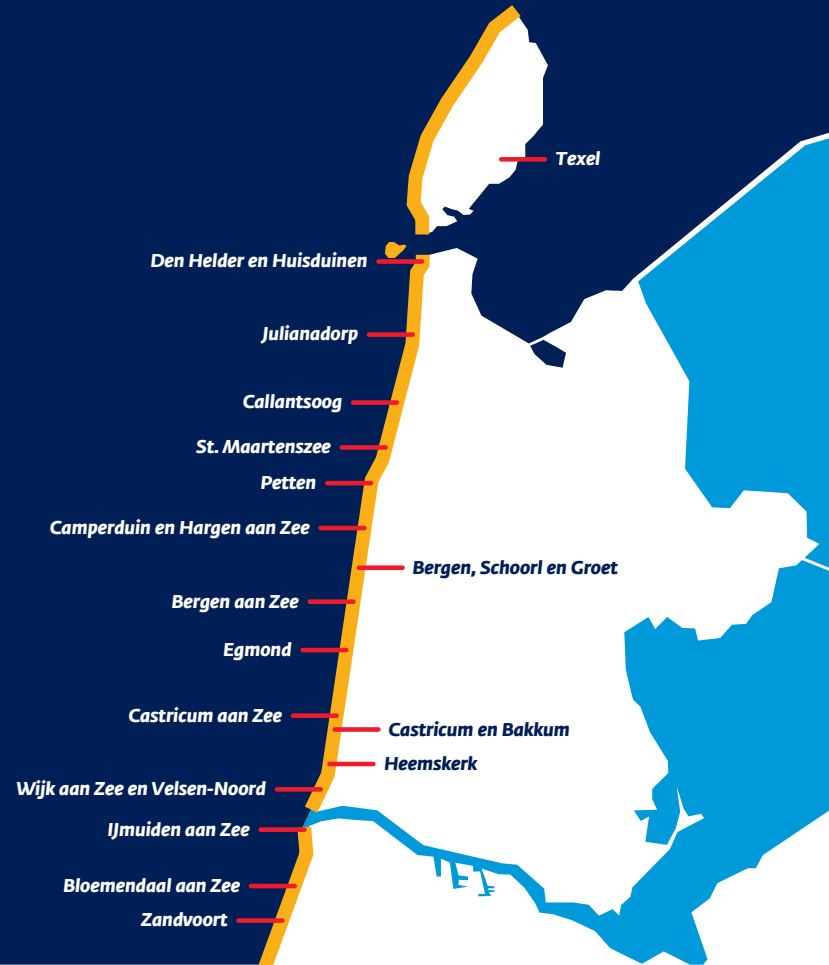 Texel
Den Helder en Huisduinen
Julianadorp
Callantsoog
St. Maartenszee
Petten
Camperduin en Hargen aan Zee
Bergen, Schoorl en Groet
Bergen aan Zee
Egmond
Castricum aan Zee
Castricum en Bakkum
Heemskerk
Wijk aan Zee en Velsen-Noord
IJmuiden aan Zee
Bloemendaal aan Zee
Zandvoort